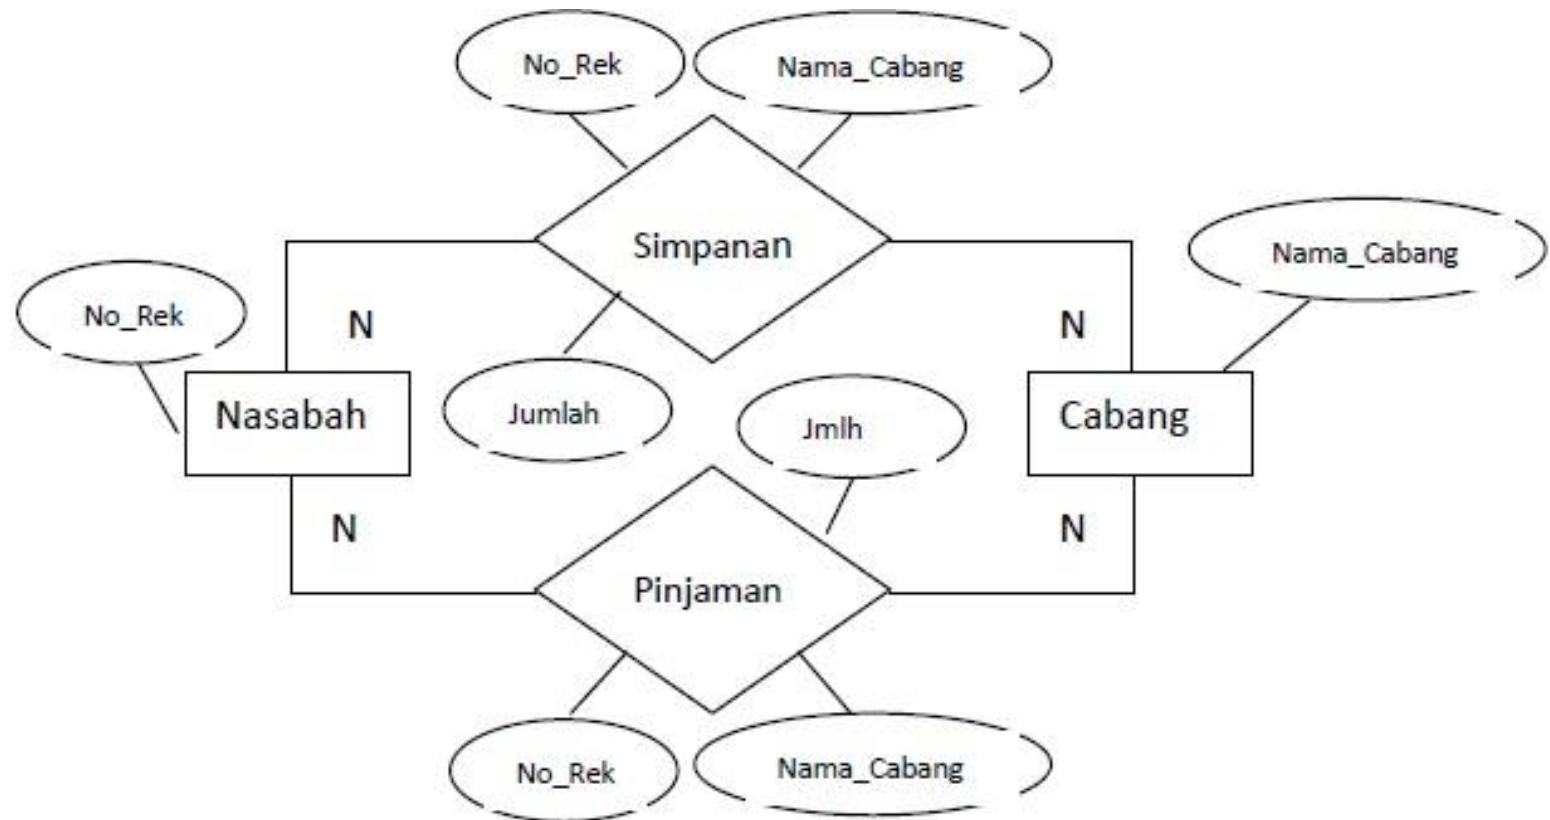 No_Rek
Nama_Cabang
Simpanan
Nama_Cabang
No_Rek
N
N
Nasabah
Jumlah
Jmlh
Cabang
N
N
Pinjaman
No_Rek
Nama_Cabang